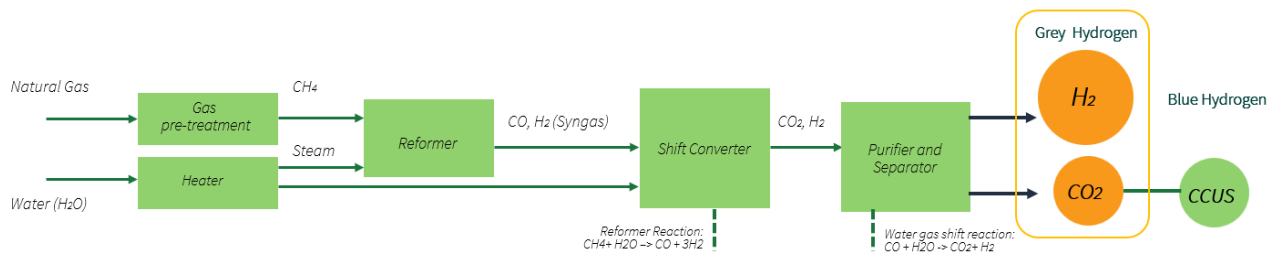 Grey Hydrogen
Natural Gas
CH₄
Gas
pre-treatment
H₂
Blue Hydrogen
CO, H₂ (Syngas)
CO₂, H₂
Reformer
Shift Converter
Purifier and
Separator
Steam
Heater
Water (H₂O)
CO2
CCUS
Reformer Reaction:
CH4+ H2O –> CO + 3H2
Water gas shift reaction:
CO + H2O -> CO₂+ H₂